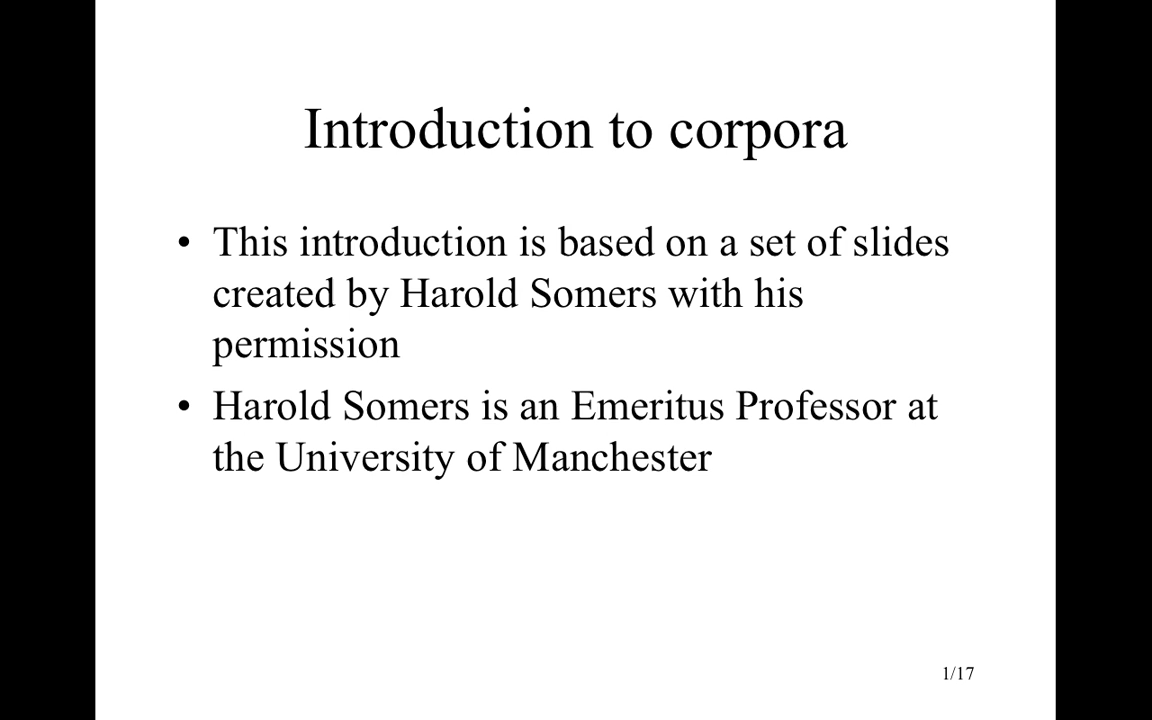 Introduction to corpora
• This introduction is based on a set of slides
created by Harold Somers with his
permission
• Harold Somers is an Emeritus Professor at
the University of Manchester
1/17